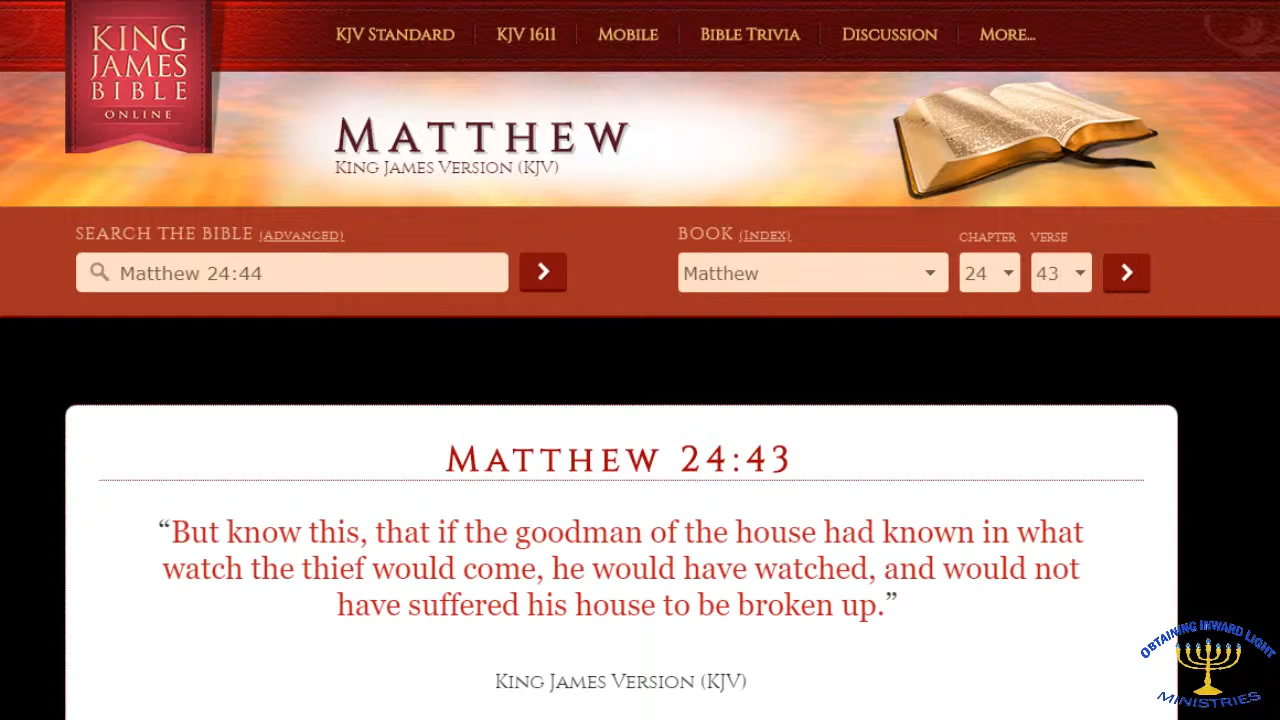 KING
JAMES
BIBLE
ONLINE
KJV STANDARD
KJV 1611
MOBILE
BIBLE TRIVIA
DISCUSSION
MORE...
MATTHEW
KING JAMES VERSION (KJV)
SEARCH THE BIBLE (ADVANCED)
BOOK (INDEX)
CHAPTER
VERSE
Matthew 24:44
Matthew
24
43
MATTHEW 24:43
“But know this, that if the goodman of the house had known in what
watch the thief would come, he would have watched, and would not
have suffered his house to be broken up.”
KING JAMES VERSION (KJV)
OBTAINING INWARD LIGHT
MINISTRIES